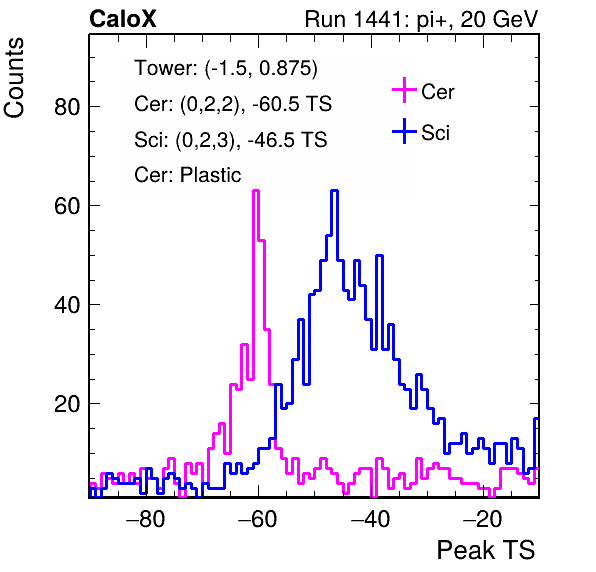 CaloX Run 1441: pi+, 20 GeV
Counts
Tower: (-1.5, 0.875)
Cer: (0,2,2), -60.5 TS
Sci: (0,2,3), -46.5 TS
Cer: Plastic
Cer
Sci
80
60
40
20
−80 −60 −40 −20
Peak TS